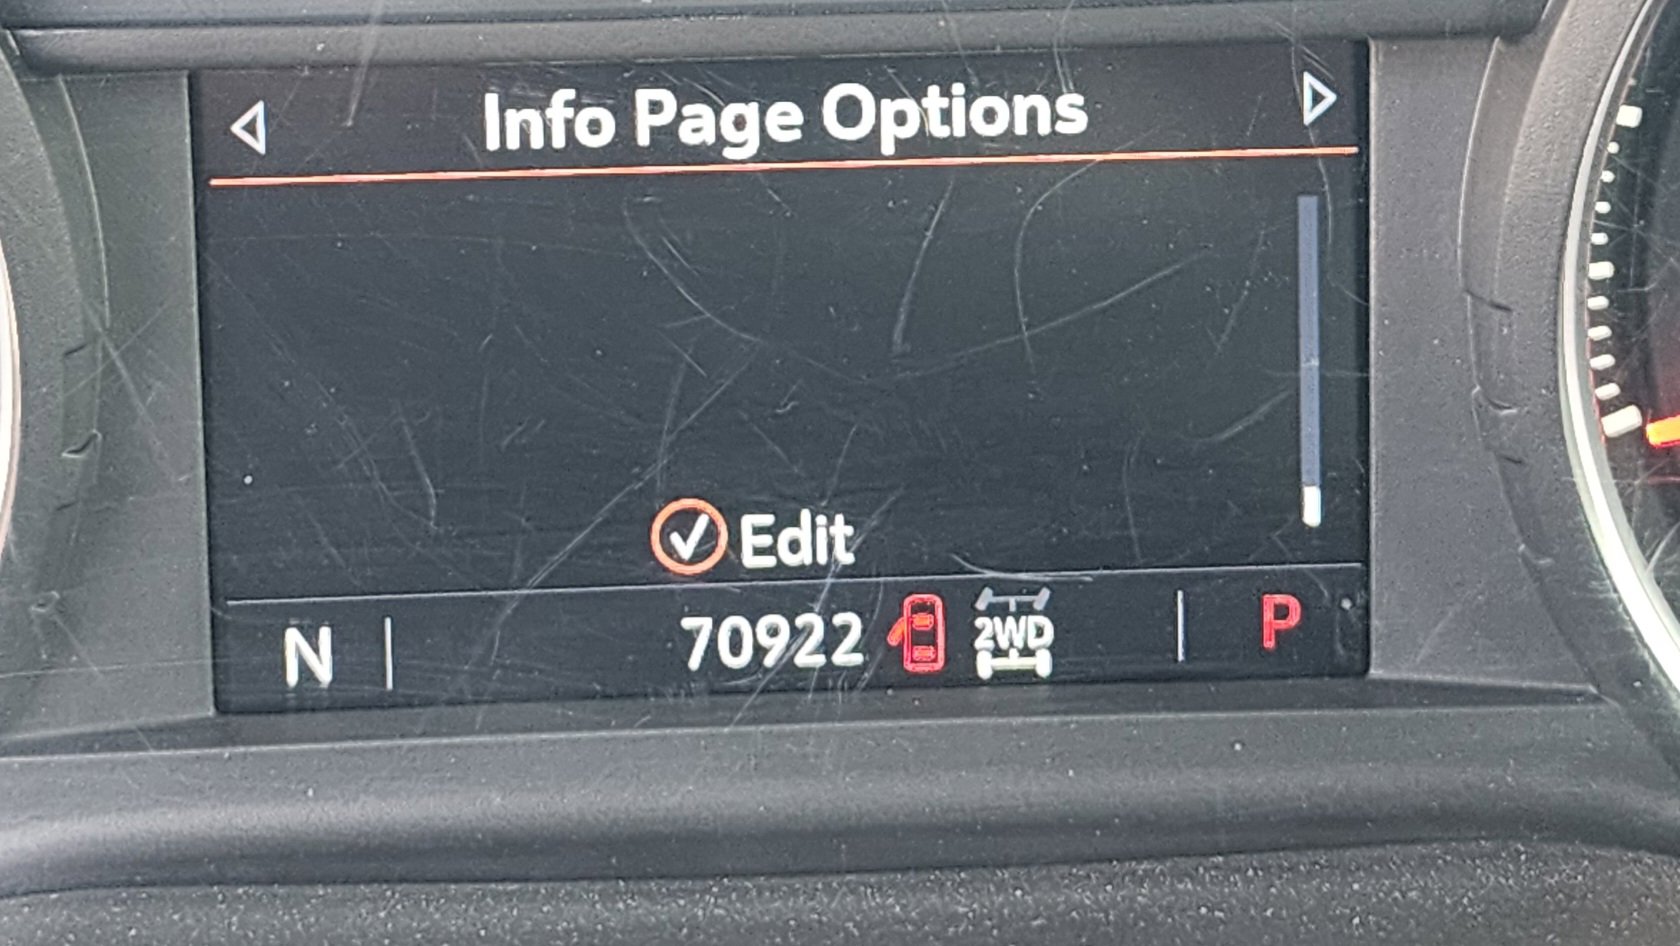 Info Page Options
Edit
N 70922 2WD P